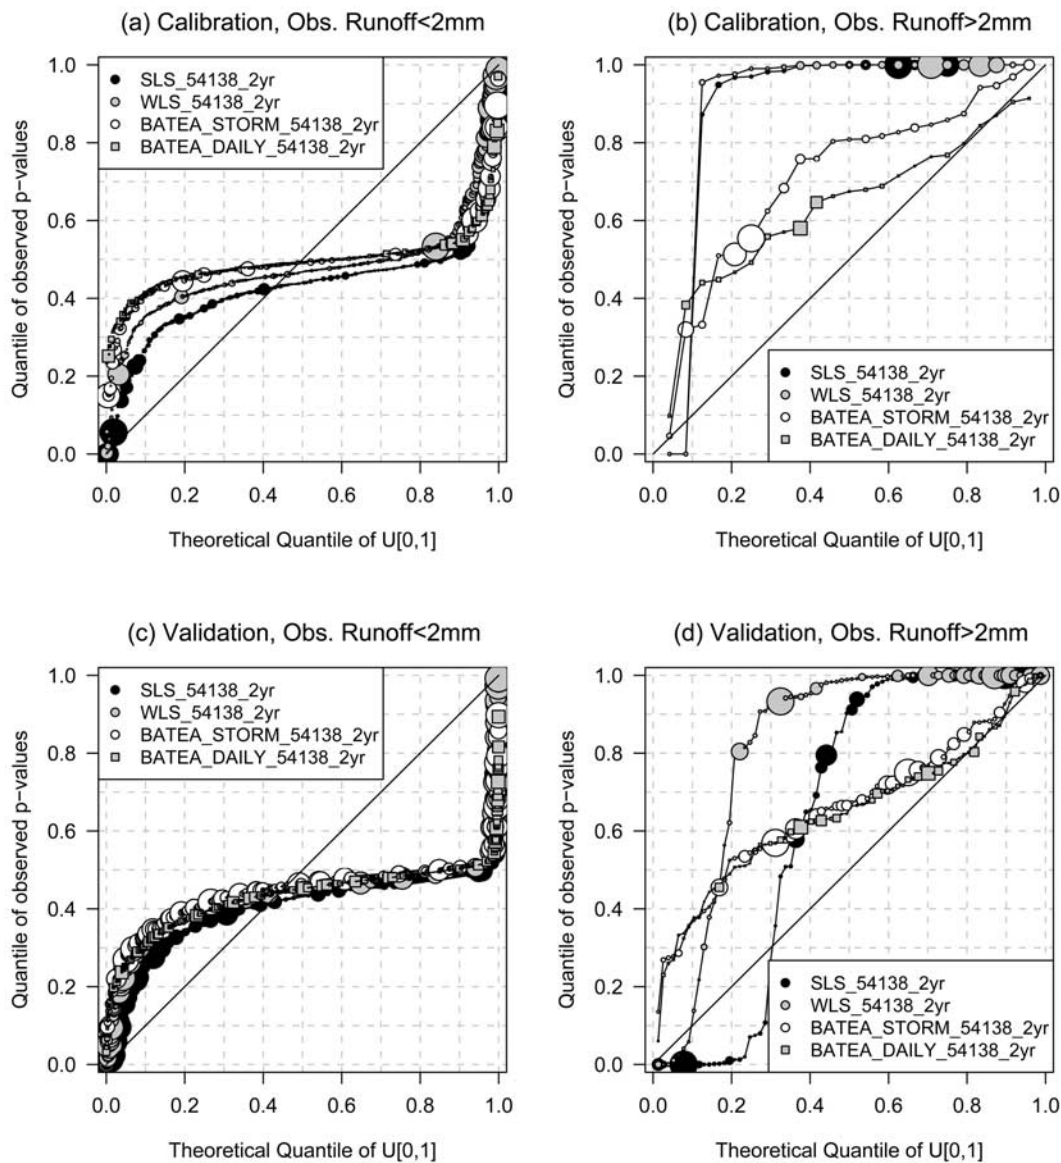 (a) Calibration, Obs. Runoff<2mm
Quantile of observed p-values
1.0
0.8
0.6
0.4
0.2
0.0
SLS_54138_2yr
WLS_54138_2yr
BATEA_STORM_54138_2yr
BATEA_DAILY_54138_2yr
0.0 0.2 0.4 0.6 0.8 1.0
Theoretical Quantile of U[0,1]
(b) Calibration, Obs. Runoff>2mm
Quantile of observed p-values
1.0
0.8
0.6
0.4
0.2
0.0
SLS_54138_2yr
WLS_54138_2yr
BATEA_STORM_54138_2yr
BATEA_DAILY_54138_2yr
0.0 0.2 0.4 0.6 0.8 1.0
Theoretical Quantile of U[0,1]
(c) Validation, Obs. Runoff<2mm
Quantile of observed p-values
1.0
0.8
0.6
0.4
0.2
0.0
SLS_54138_2yr
WLS_54138_2yr
BATEA_STORM_54138_2yr
BATEA_DAILY_54138_2yr
0.0 0.2 0.4 0.6 0.8 1.0
Theoretical Quantile of U[0,1]
(d) Validation, Obs. Runoff>2mm
Quantile of observed p-values
1.0
0.8
0.6
0.4
0.2
0.0
SLS_54138_2yr
WLS_54138_2yr
BATEA_STORM_54138_2yr
BATEA_DAILY_54138_2yr
0.0 0.2 0.4 0.6 0.8 1.0
Theoretical Quantile of U[0,1]